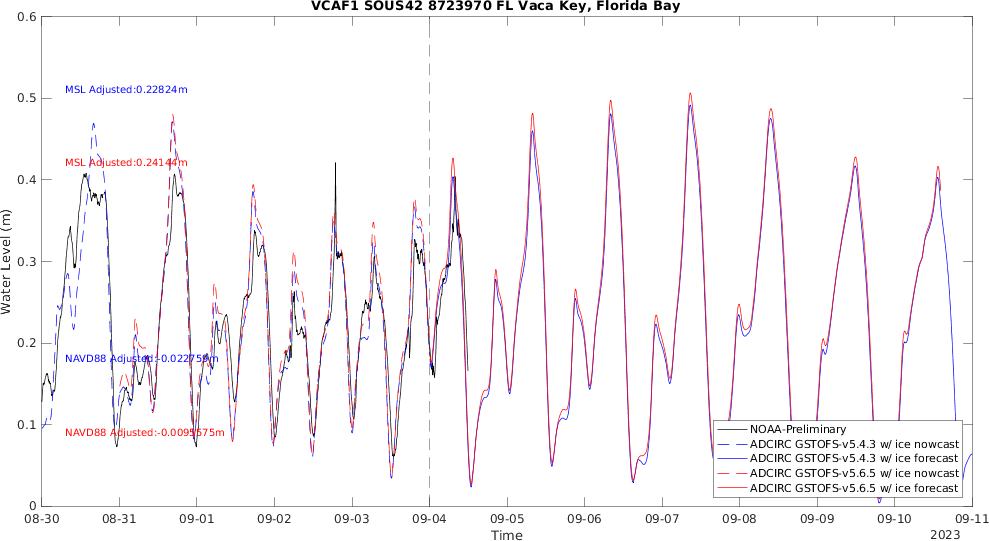 VCAF1 SOUS42 8723970 FL Vaca Key, Florida Bay
Water Level (m)
0.6
0.5
0.4
0.3
0.2
0.1
0
MSL Adjusted:0.22824m
MSL Adjusted:0.24144m
NAVD88 Adjusted:-0.022759m
NAVD88 Adjusted:-0.0095575m
NOAA-Preliminary
ADCIRC GSTOFS-v5.4.3 w/ ice nowcast
ADCIRC GSTOFS-v5.4.3 w/ ice forecast
ADCIRC GSTOFS-v5.6.5 w/ ice nowcast
ADCIRC GSTOFS-v5.6.5 w/ ice forecast
08-30 08-31 09-01 09-02 09-03 09-04 09-05 09-06 09-07 09-08 09-09 09-10 09-11
Time
2023